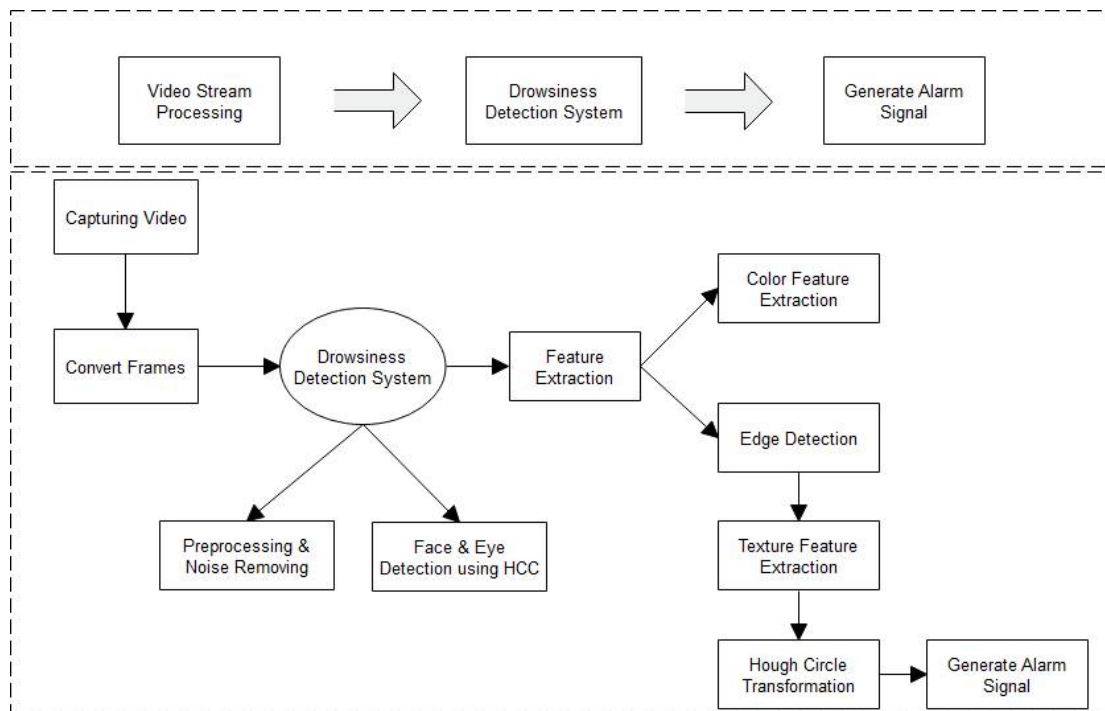 Video Stream
Processing
Drowsiness
Detection System
Generate Alarm
Signal
Capturing Video
Convert Frames
Drowsiness
Detection System
Feature
Extraction
Color Feature
Extraction
Edge Detection
Preprocessing &
Noise Removing
Face & Eye
Detection using HCC
Texture Feature
Extraction
Hough Circle
Transformation
Generate Alarm
Signal